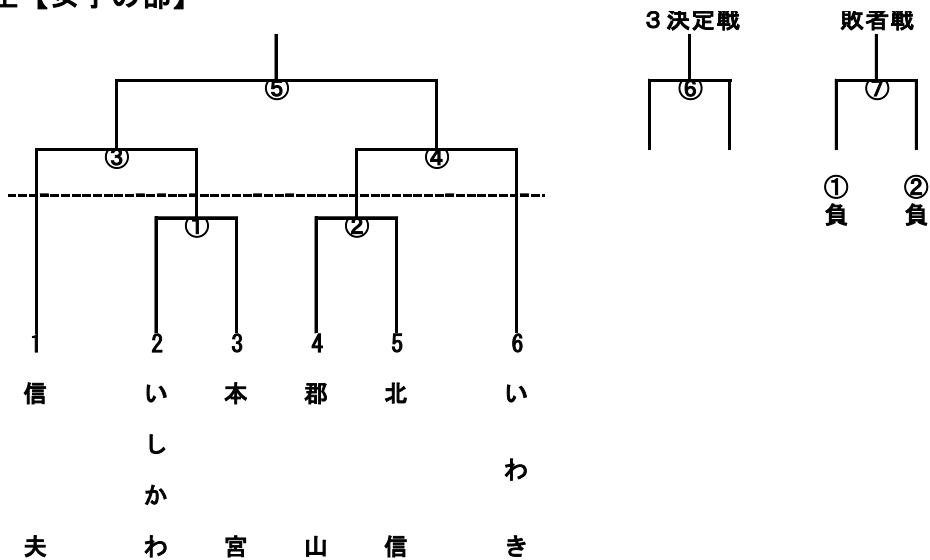 【女子の部】
3決定戦 敗者戦
⑤ ⑥ ⑦
③ ④
① ②
① ②
負 負
1 2 3 4 5 6
信夫
いしかわ
本宮
郡山
北信
いわき